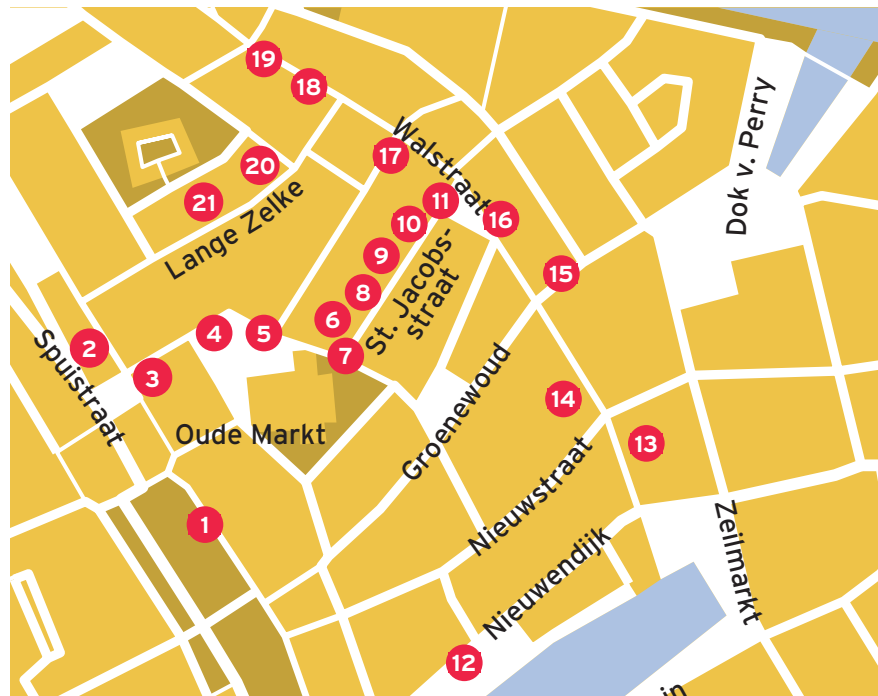 19
18
Walstraat
Dok v. Perry
17
20
21
11
10
16
Lange Zelke
9
St. Jacobs-
straat
15
8
6
4
5
7
2
Spuistraat
3
Groenewoud
14
Oude Markt
13
Nieuwstraat
1
Nieuwendijk
Zeilmarkt
12
in